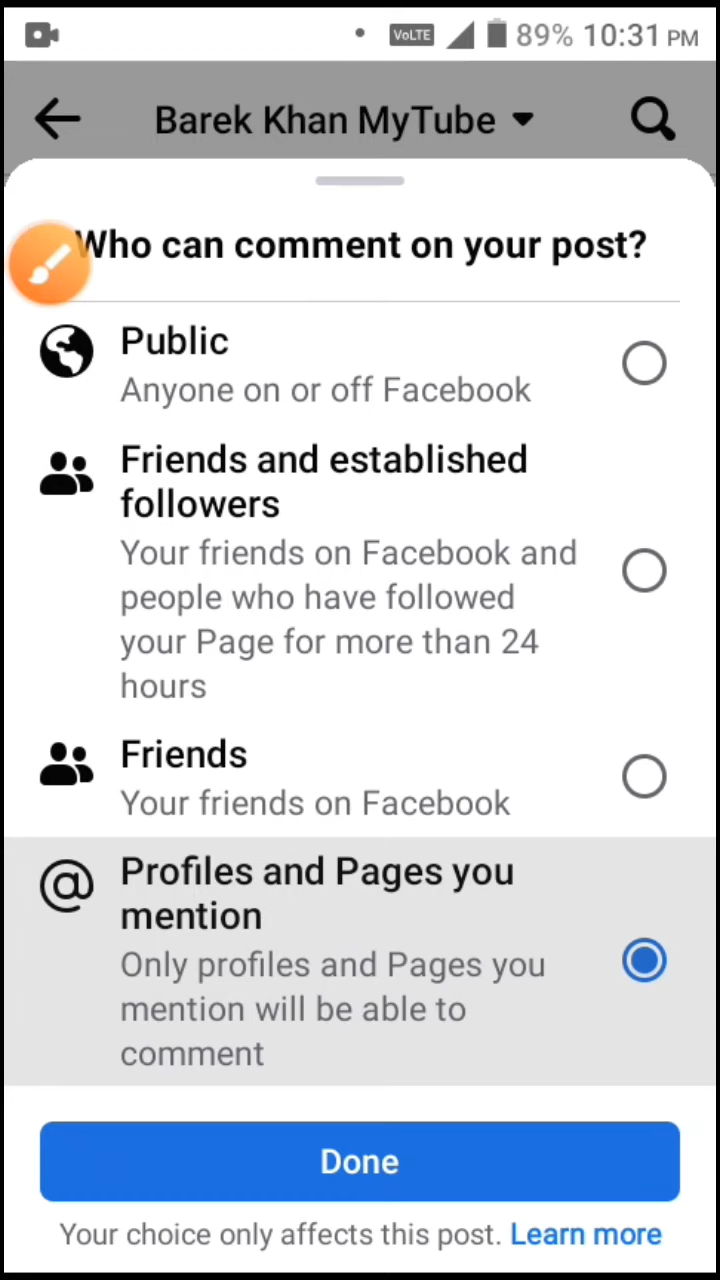 VoLTE 89% 10:31 PM
Barek Khan MyTube
Who can comment on your post?
Public
Anyone on or off Facebook
Friends and established
followers
Your friends on Facebook and
people who have followed
your Page for more than 24
hours
Friends
Your friends on Facebook
Profiles and Pages you
mention
Only profiles and Pages you
mention will be able to
comment
Done
Your choice only affects this post. Learn more